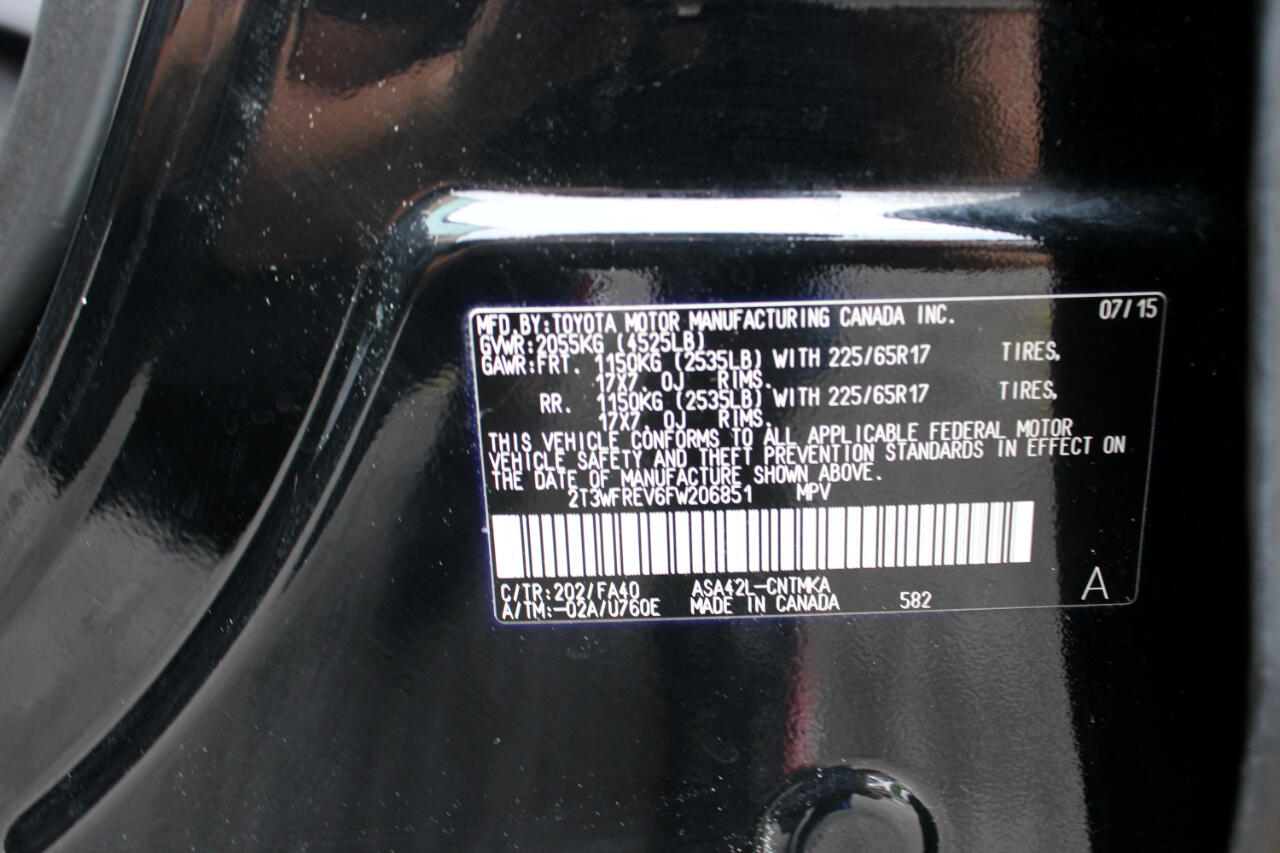 MFD.BY:TOYOTA MOTOR MANUFACTURING CANADA INC. 07/15
GVWR:2055KG (4525LB)
GAWR:FRT. 1150KG (2535LB) WITH 225/65R17 TIRES,
17X7. 0J RIMS.
RR. 1150KG (2535LB) WITH 225/65R17 TIRES,
17X7. 0J RIMS.
THIS VEHICLE CONFORMS TO ALL APPLICABLE FEDERAL MOTOR
VEHICLE SAFETY AND THEFT PREVENTION STANDARDS IN EFFECT ON
THE DATE OF MANUFACTURE SHOWN ABOVE.
2T3WFREV6FW206851 MPV
C/TR:202/FA40 ASA42L-CNTMKA
A/TM:-02A/U760E MADE IN CANADA 582 A